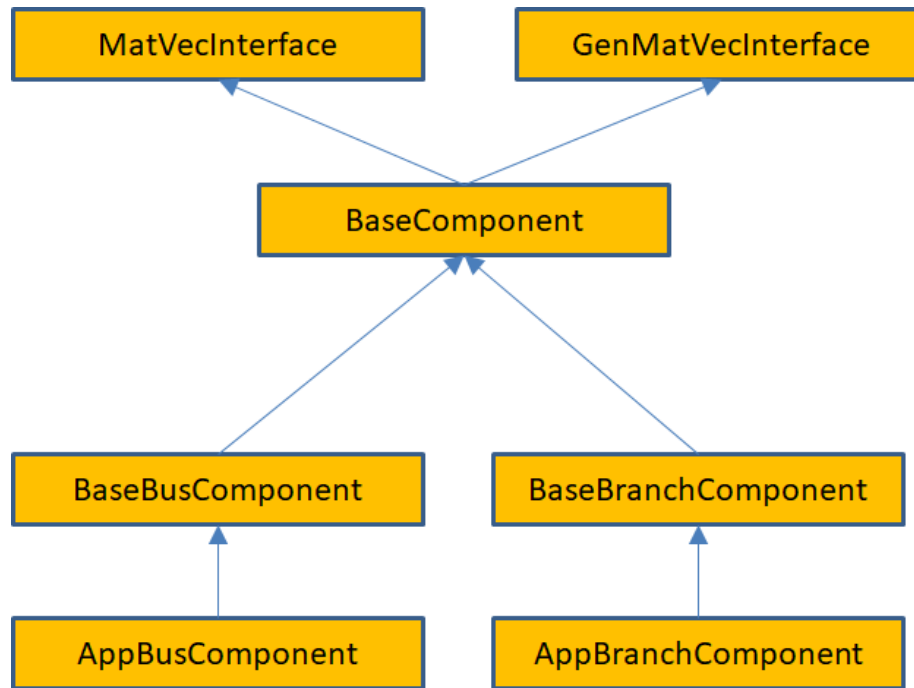 MatVecInterface
GenMatVecInterface
BaseComponent
BaseBusComponent
BaseBranchComponent
AppBusComponent
AppBranchComponent